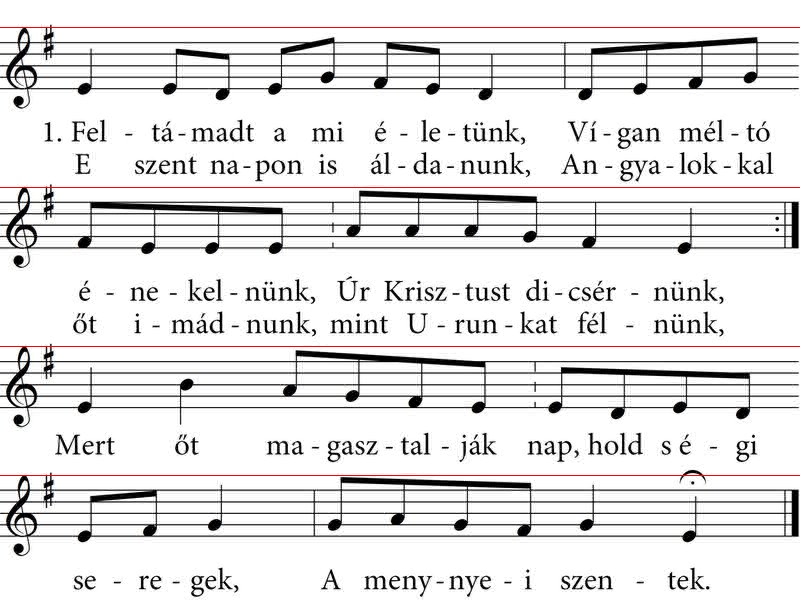 1. Fel - tá - madt a mi é - le - tünk, Ví - gan mél - tó
E szent na - pon is ál - da - nunk, An - gya - lok - kal
é - ne - kel - nünk, Úr Krisz - tust di - csér - nünk,
őt i - mád - nunk, mint U - run - kat fél - nünk,
Mert őt ma - gasz - tal - ják nap, hold s é - gi
se - re - gek, A meny - nye - i szen - tek.